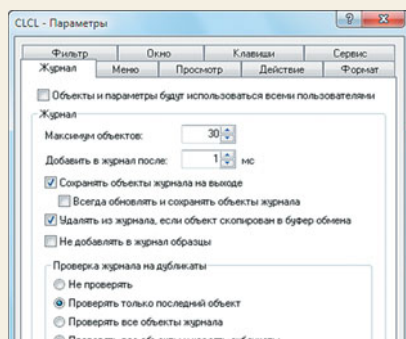 CLCL - Параметры
Фильтр Окно Клавиши Сервис
Журнал Меню Просмотр Действие Формат
Объекты и параметры будут использоваться всеми пользователями
Журнал
Максимум объектов: 30
Добавить в журнал после: 1 мс
Сохранять объекты журнала на выходе
Всегда обновлять и сохранять объекты журнала
Удалять из журнала, если объект скопирован в буфер обмена
Не добавлять в журнал образцы
Проверка журнала на дубликаты
Не проверять
Проверять только последний объект
Проверять все объекты журнала